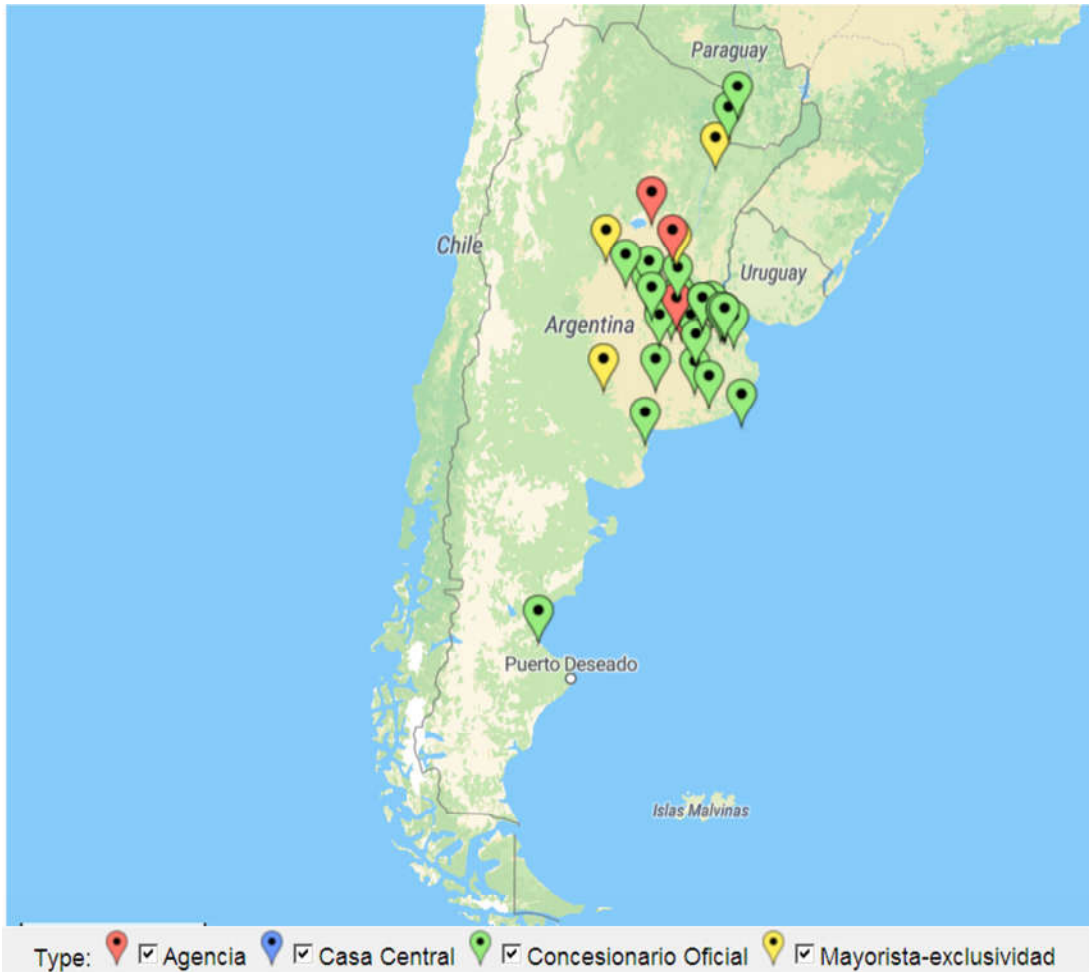 Paraguay
Chile
Uruguay
Argentina
Puerto Deseado
Islas Malvinas
Type: Agencia Casa Central Concesionario Oficial Mayorista-exclusividad